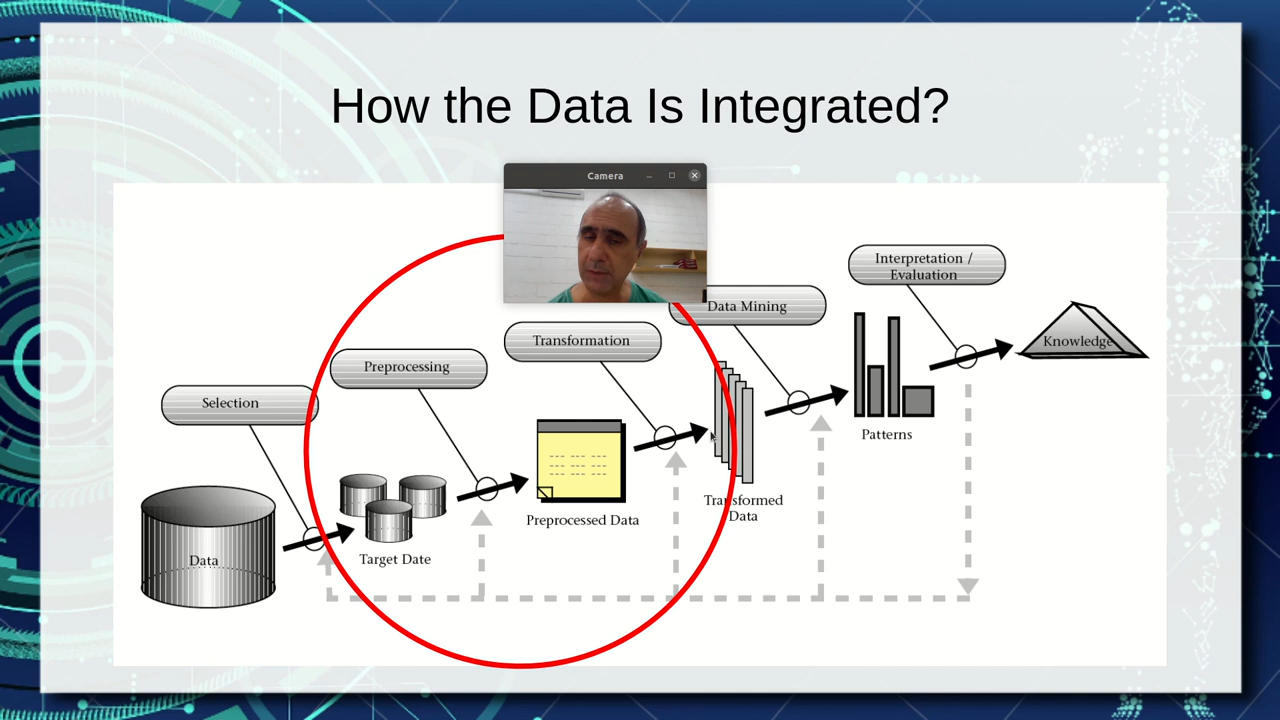 How the Data Is Integrated?
Camera
Interpretation /
Evaluation
Data Mining
Transformation
Preprocessing
Selection
Knowledge
Patterns
Transformed
Data
Preprocessed Data
Target Date
Data